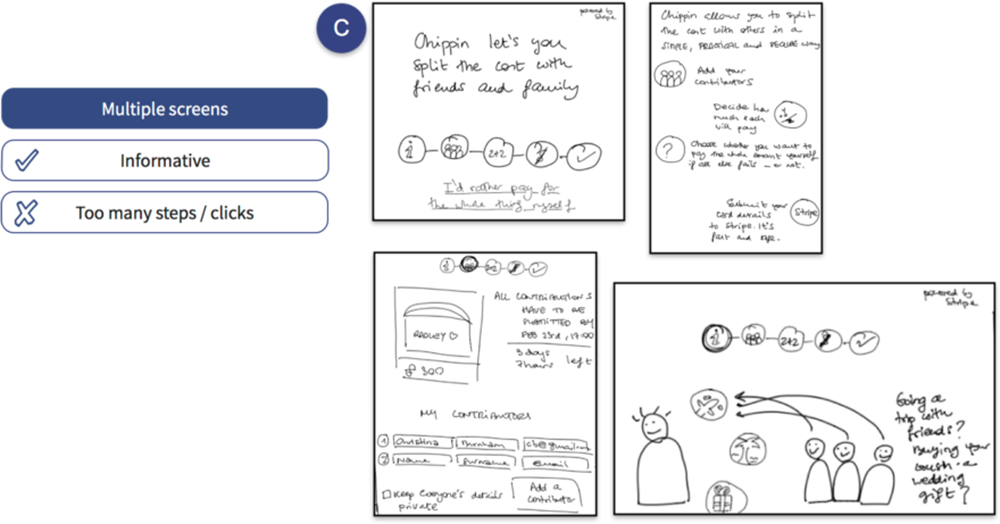 C
Multiple screens
Informative
Too many steps / clicks
powered by
Stripe
Chippin let's you
split the cost with
friends and family
2+2
I'd rather pay for
the whole thing myself
Chippin allows you to split
the cost with others in a
SIMPLE, PRACTICAL and SECURE way
Add your
contributors
Decide how
much each
will pay
?
Choose whether you want to
pay the whole amount yourself
if all else fails – or not.
Submit your
card details
to Stripe. It's
fast and safe.
Stripe
2+2
RADLEY
£ 300
ALL CONTRIBUTIONS
HAVE TO BE
SUBMITTED BY
FEB 23rd, 17:00
3 days
7 hours left
MY CONTRIBUTORS
1 Christina
2 Name Surname email
Keep everyone's details
private
Add a
contributor
powered by
Stripe
2+2
Going a
trip with
friends?
Buying your
cousin a
wedding
gift?